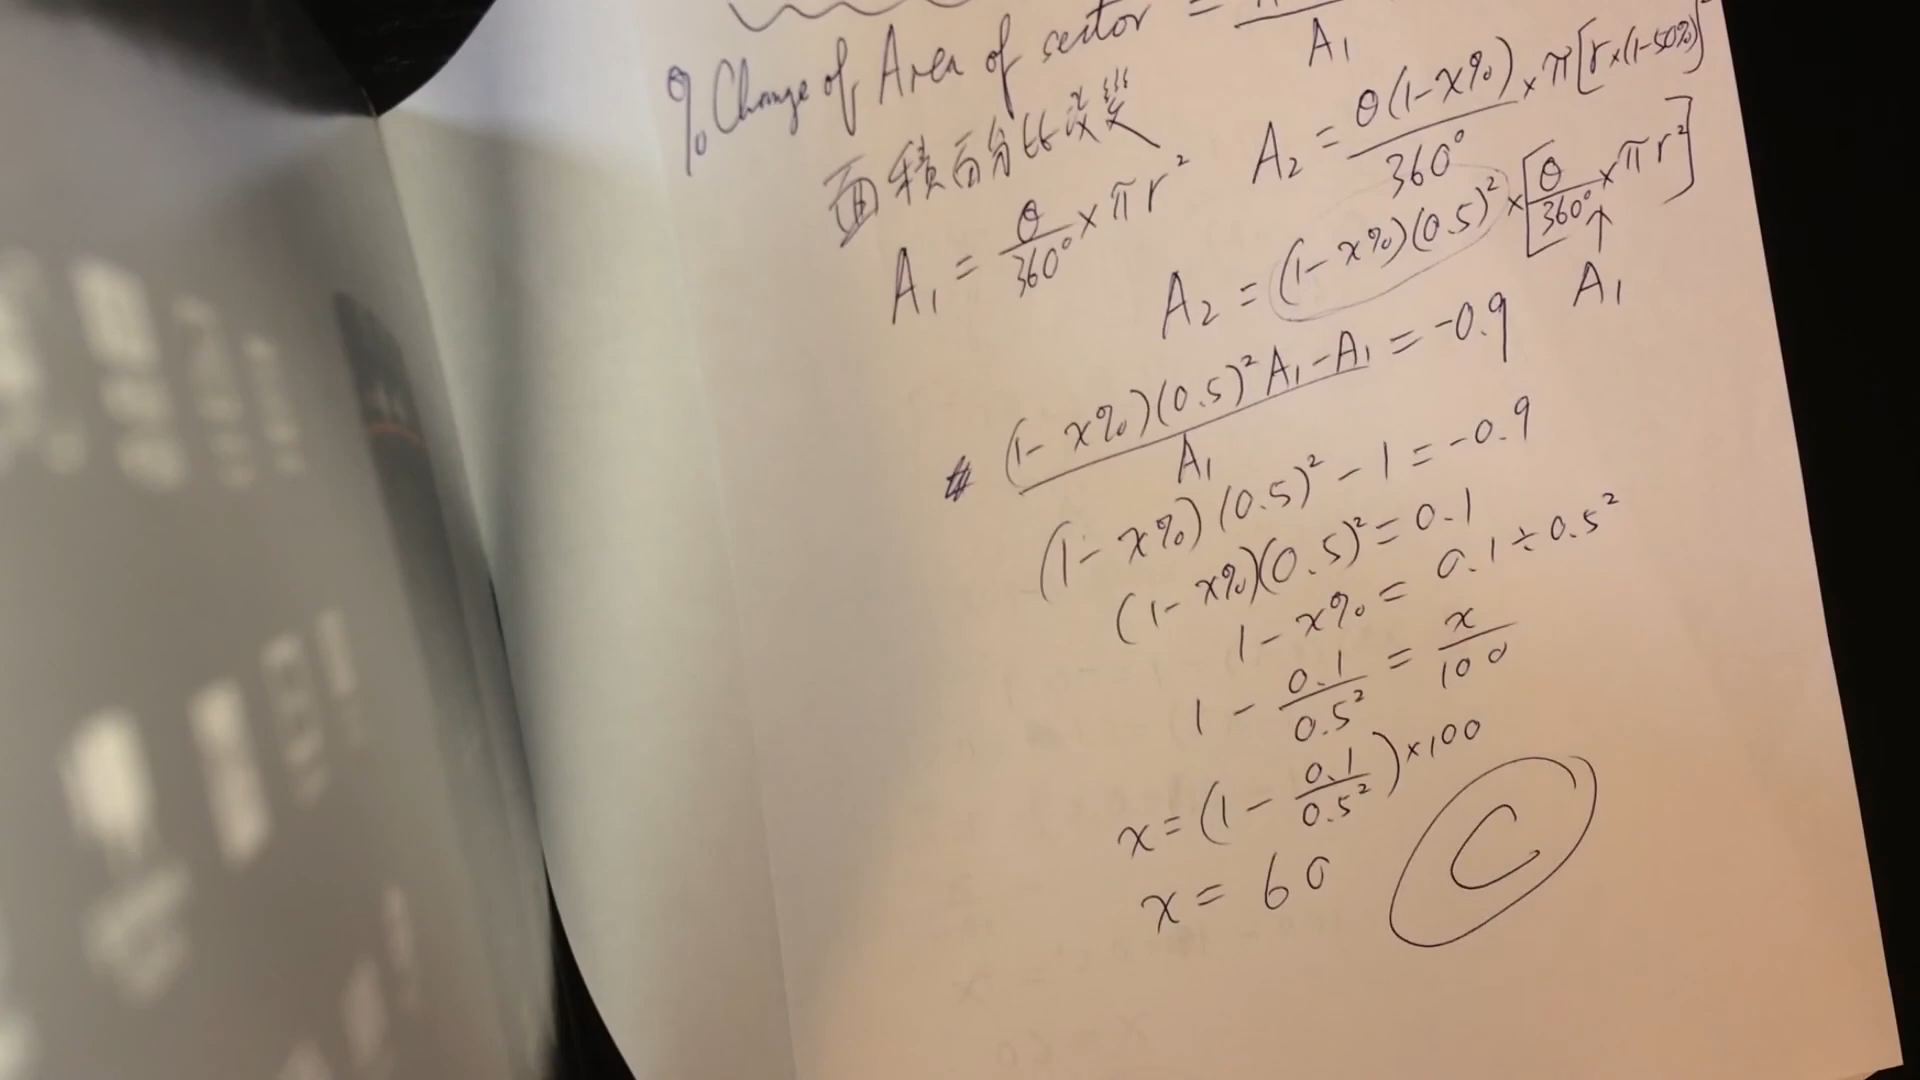 % Change of Area of sector =
A₁
面積百分比改變
A₁ = θ/360° × πr²
A₂ = θ(1-x%)/360° × π[r×(1-50%)]²
A₂ = (1-x%)(0.5)² × [θ/360° × πr²]
↑
A₁
(1-x%)(0.5)²A₁-A₁/A₁ = -0.9
(1-x%)(0.5)² - 1 = -0.9
(1-x%)(0.5)² = 0.1
1-x% = 0.1÷0.5²
1 - 0.1/0.5² = x/100
x = (1 - 0.1/0.5²)×100
x = 60
C